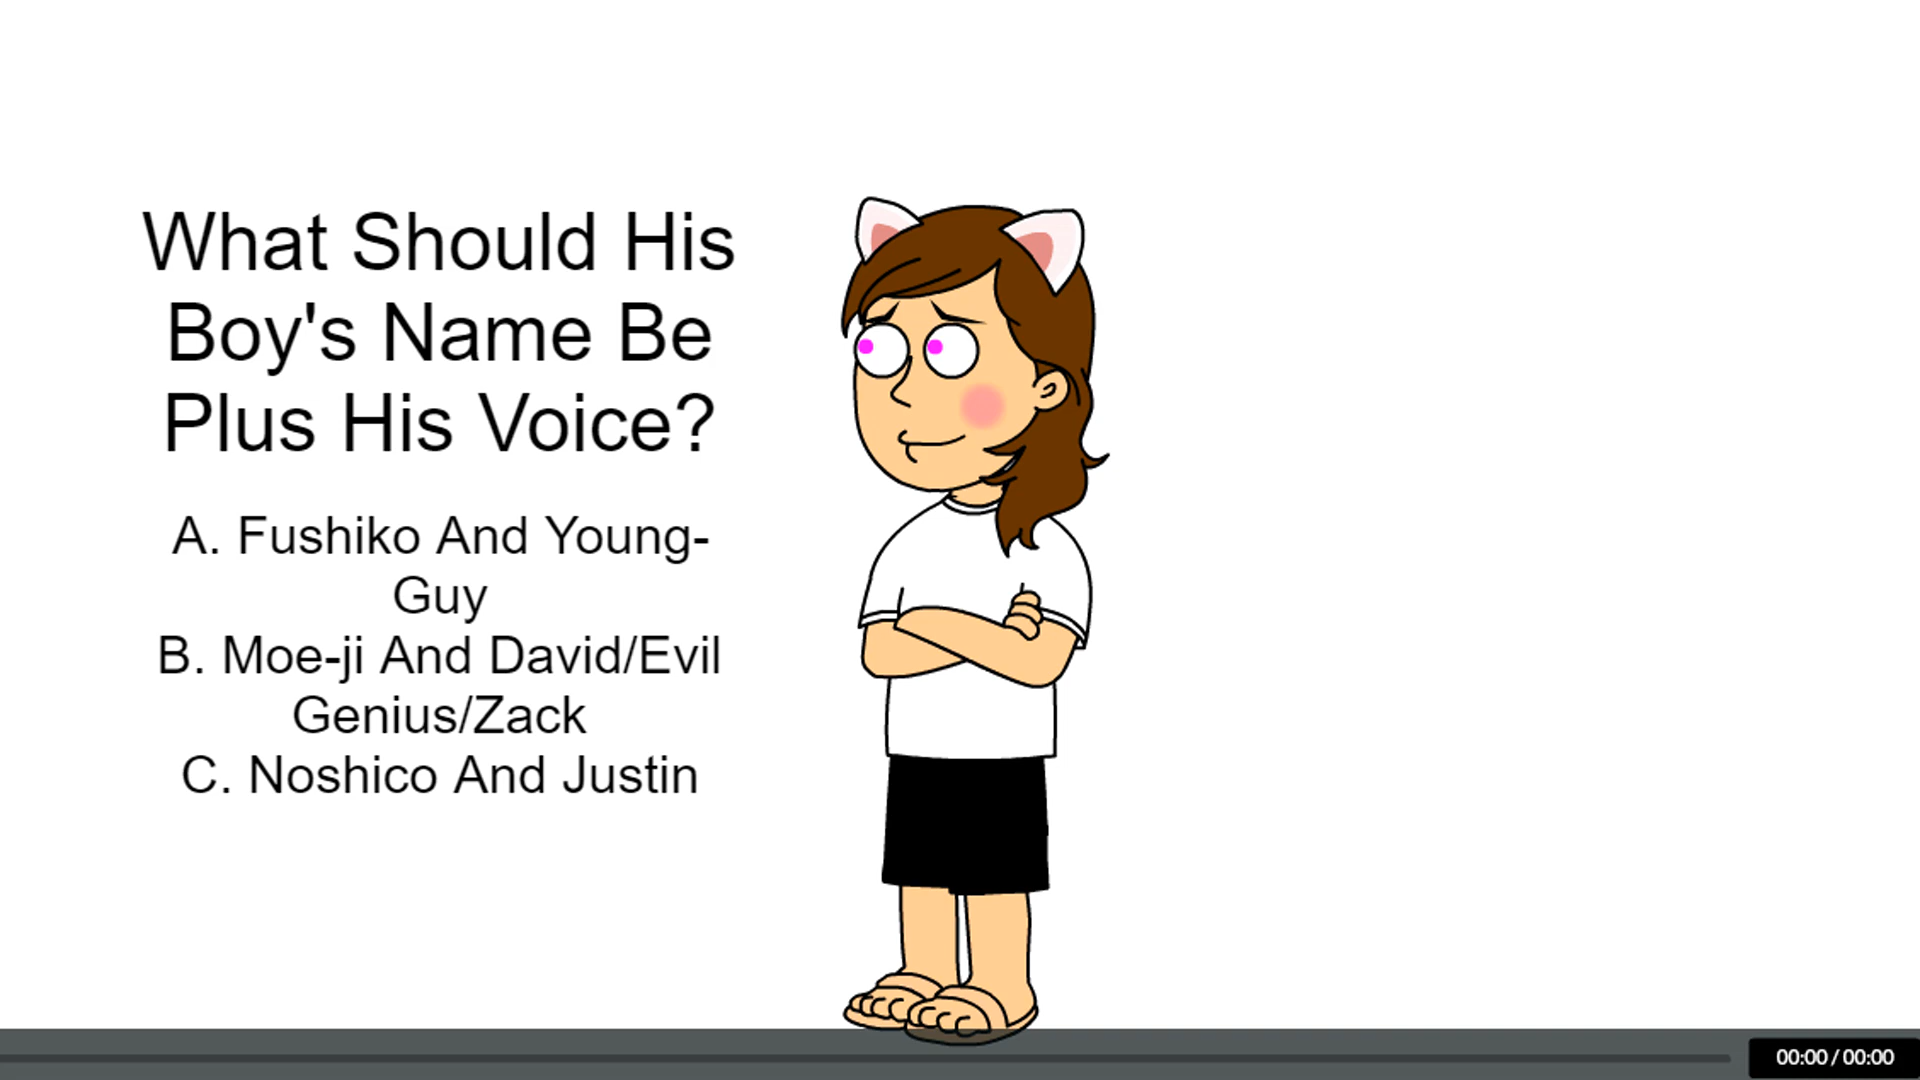 What Should His
Boy's Name Be
Plus His Voice?
A. Fushiko And Young-
Guy
B. Moe-ji And David/Evil
Genius/Zack
C. Noshico And Justin
00:00 / 00:00